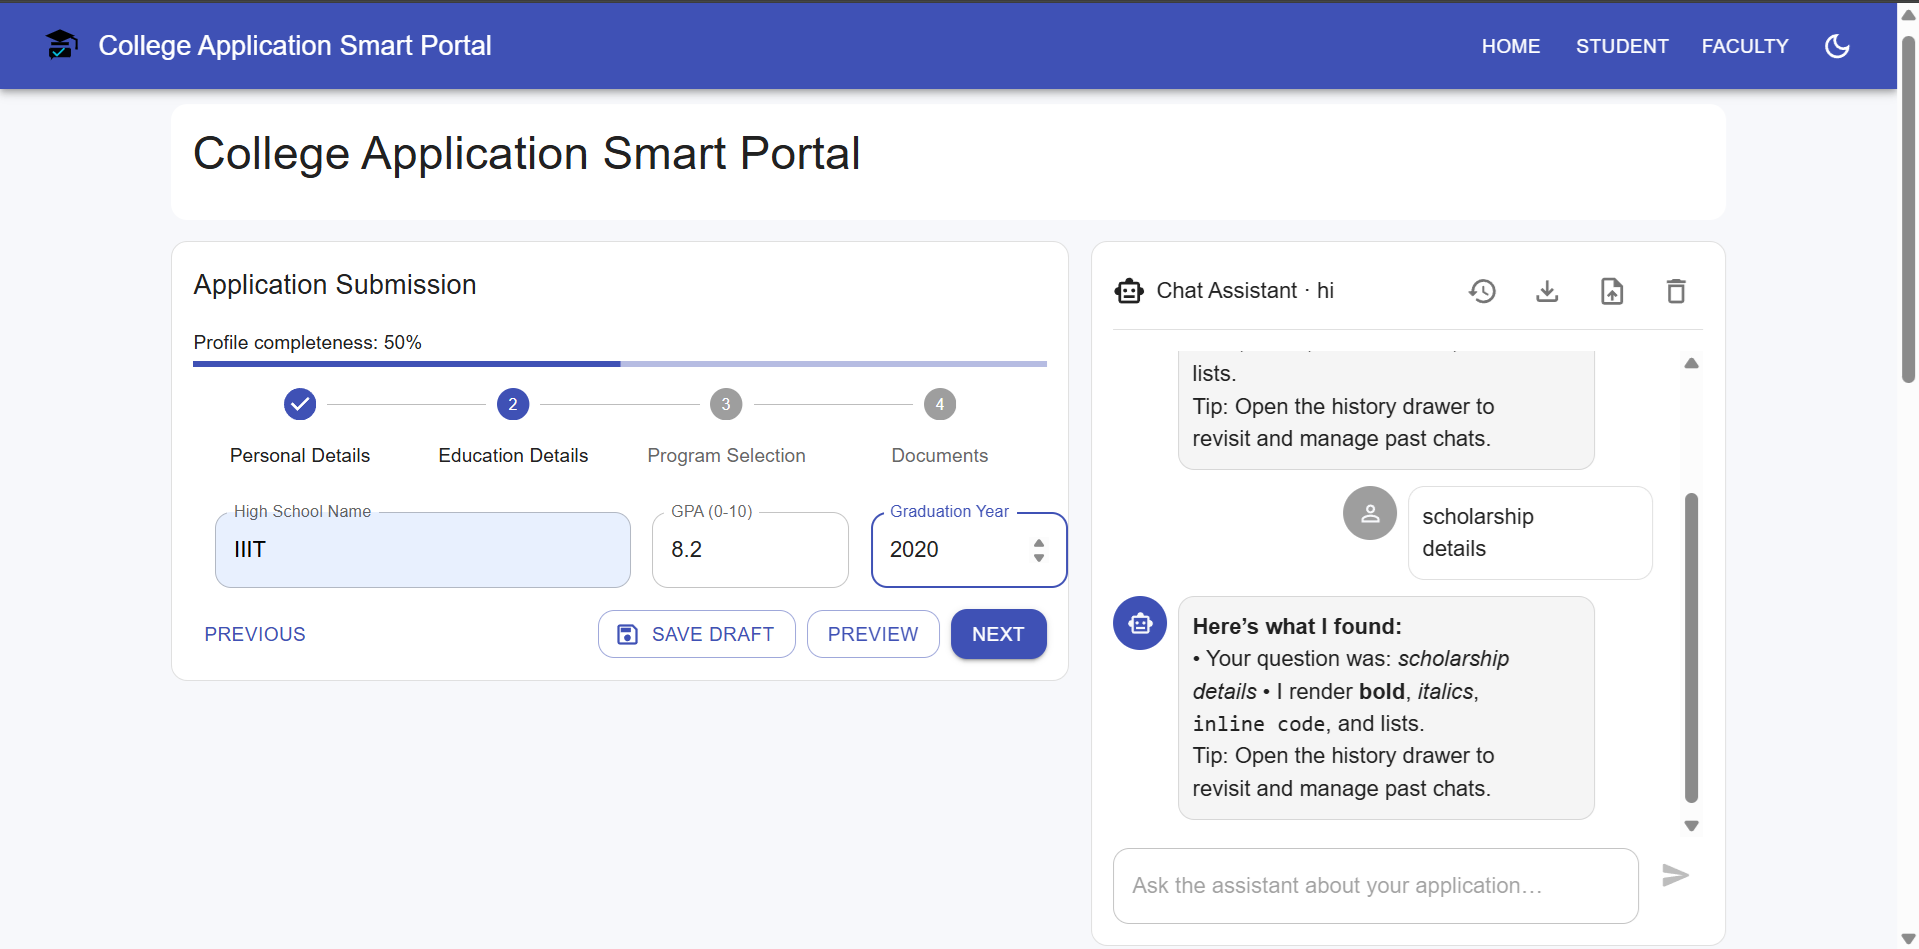 College Application Smart Portal
HOME
STUDENT
FACULTY
College Application Smart Portal
Application Submission
Profile completeness: 50%
2
3
4
Personal Details
Education Details
Program Selection
Documents
High School Name
IIIT
GPA (0-10)
8.2
Graduation Year
2020
PREVIOUS
SAVE DRAFT
PREVIEW
NEXT
Chat Assistant · hi
lists.
Tip: Open the history drawer to
revisit and manage past chats.
scholarship
details
Here’s what I found:
• Your question was: scholarship
details • I render bold, italics,
inline code, and lists.
Tip: Open the history drawer to
revisit and manage past chats.
Ask the assistant about your application…